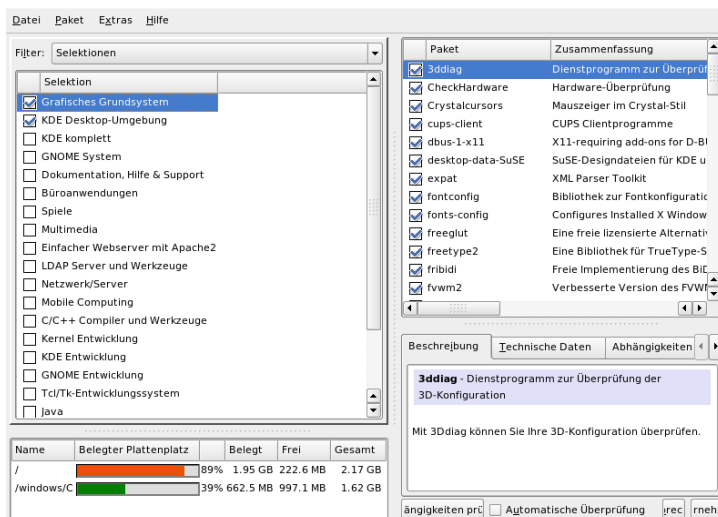 Datei Paket Extras Hilfe
Filter: Selektionen
Selektion
Grafisches Grundsystem
KDE Desktop-Umgebung
KDE komplett
GNOME System
Dokumentation, Hilfe & Support
Büroanwendungen
Spiele
Multimedia
Einfacher Webserver mit Apache2
LDAP Server und Werkzeuge
Netzwerk/Server
Mobile Computing
C/C++ Compiler und Werkzeuge
Kernel Entwicklung
KDE Entwicklung
GNOME Entwicklung
Tcl/Tk-Entwicklungssystem
Java
Name Belegter Plattenplatz Belegt Frei Gesamt
/ 89% 1.95 GB 222.6 MB 2.17 GB
/windows/C 39% 662.5 MB 997.1 MB 1.62 GB
Paket Zusammenfassung
3ddiag Dienstprogramm zur Überprüf
CheckHardware Hardware-Überprüfung
Crystalcursors Mauszeiger im Crystal-Stil
cups-client CUPS Clientprogramme
dbus-1-x11 X11-requiring add-ons for D-B
desktop-data-SuSE SuSE-Designdateien für KDE u
expat XML Parser Toolkit
fontconfig Bibliothek zur Fontkonfiguratio
fonts-config Configures Installed X Window
freeglut Eine freie lizensierte Alternativ
freetype2 Eine Bibliothek für TrueType-S
fribidi Freie Implementierung des BiD
fvwm2 Verbesserte Version des FVWM
Beschreibung Technische Daten Abhängigkeiten
3ddiag - Dienstprogramm zur Überprüfung der
3D-Konfiguration
Mit 3Ddiag können Sie Ihre 3D-Konfiguration überprüfen.
ängigkeiten prü Automatische Überprüfung rec rneh